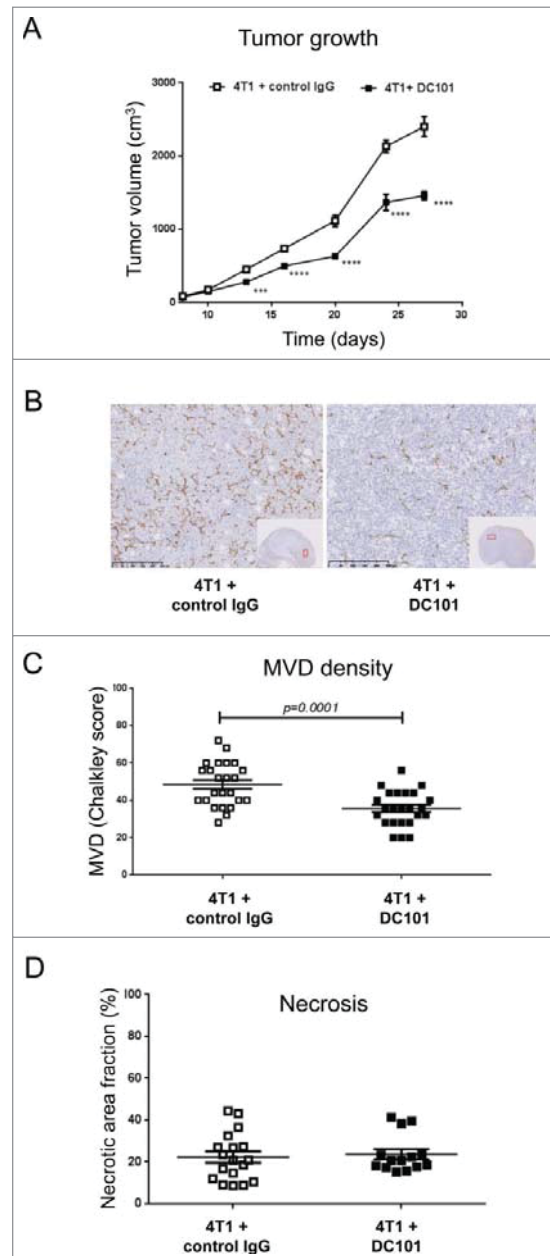 A
Tumor growth
4T1 + control IgG
4T1+ DC101
Tumor volume (cm³)
3000
2000
1000
0
***
****
****
****
****
10
15
20
25
30
Time (days)
B
4T1 +
control IgG
4T1 +
DC101
C
MVD density
p=0.0001
MVD (Chalkley score)
100
80
60
40
20
0
4T1 +
control IgG
4T1 +
DC101
D
Necrosis
Necrotic area fraction (%)
100
80
60
40
20
0
4T1 +
control IgG
4T1 +
DC101